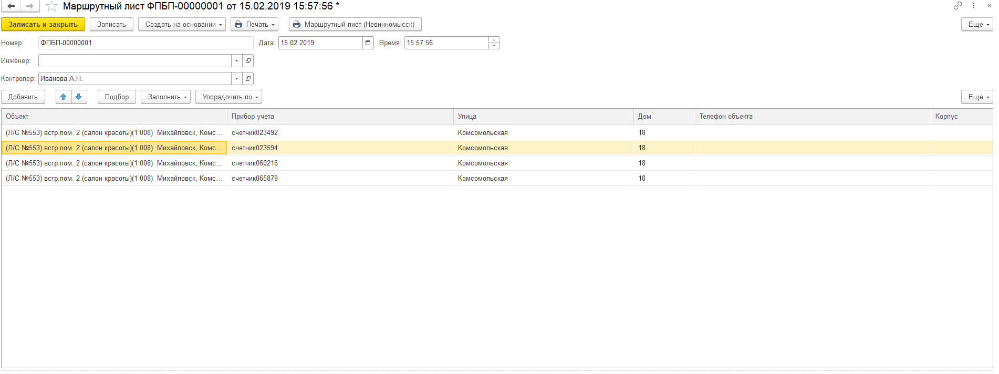 Маршрутный лист ФПБП-00000001 от 15.02.2019 15:57:56 *
Записать и закрыть Записать Создать на основании Печать Маршрутный лист (Невинномысск) Еще
Номер: ФПБП-00000001 Дата: 15.02.2019 Время: 15:57:56
Инженер:
Контролер: Иванова А.Н.
Добавить Подбор Заполнить Упорядочить по Еще
Объект Прибор учета Улица Дом Телефон объекта Корпус
(Л/С №553) встр.пом. 2 (салон красоты)(1 008) Михайловск, Комс... счетчик023492 Комсомольская 18
(Л/С №553) встр.пом. 2 (салон красоты)(1 008) Михайловск, Комс... счетчик023594 Комсомольская 18
(Л/С №553) встр.пом. 2 (салон красоты)(1 008) Михайловск, Комс... счетчик060216 Комсомольская 18
(Л/С №553) встр.пом. 2 (салон красоты)(1 008) Михайловск, Комс... счетчик065879 Комсомольская 18